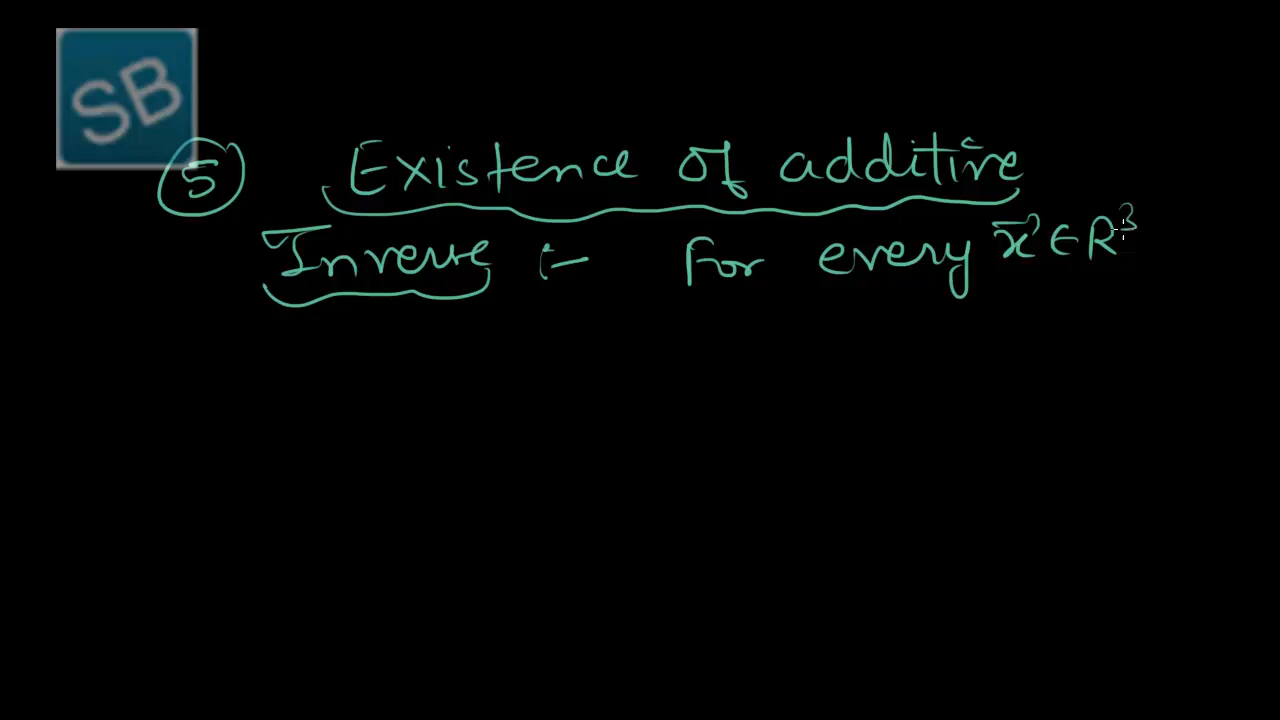 SB
⑤ Existence of additive
Inverse :- For every x⃗ ∈ R³